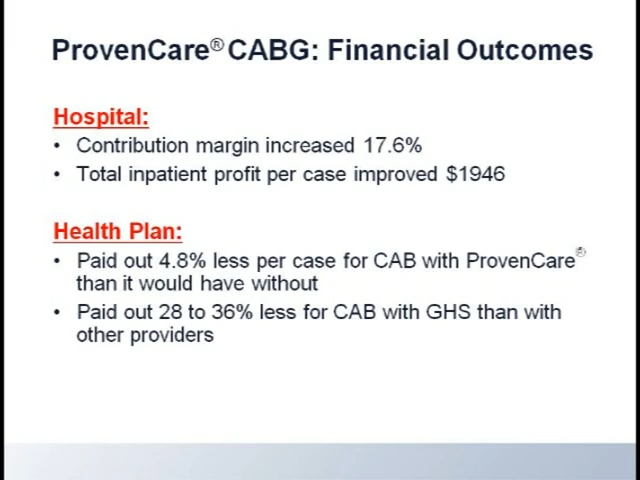 ProvenCare® CABG: Financial Outcomes
Hospital:
• Contribution margin increased 17.6%
• Total inpatient profit per case improved $1946
Health Plan:
• Paid out 4.8% less per case for CAB with ProvenCare®
than it would have without
• Paid out 28 to 36% less for CAB with GHS than with
other providers